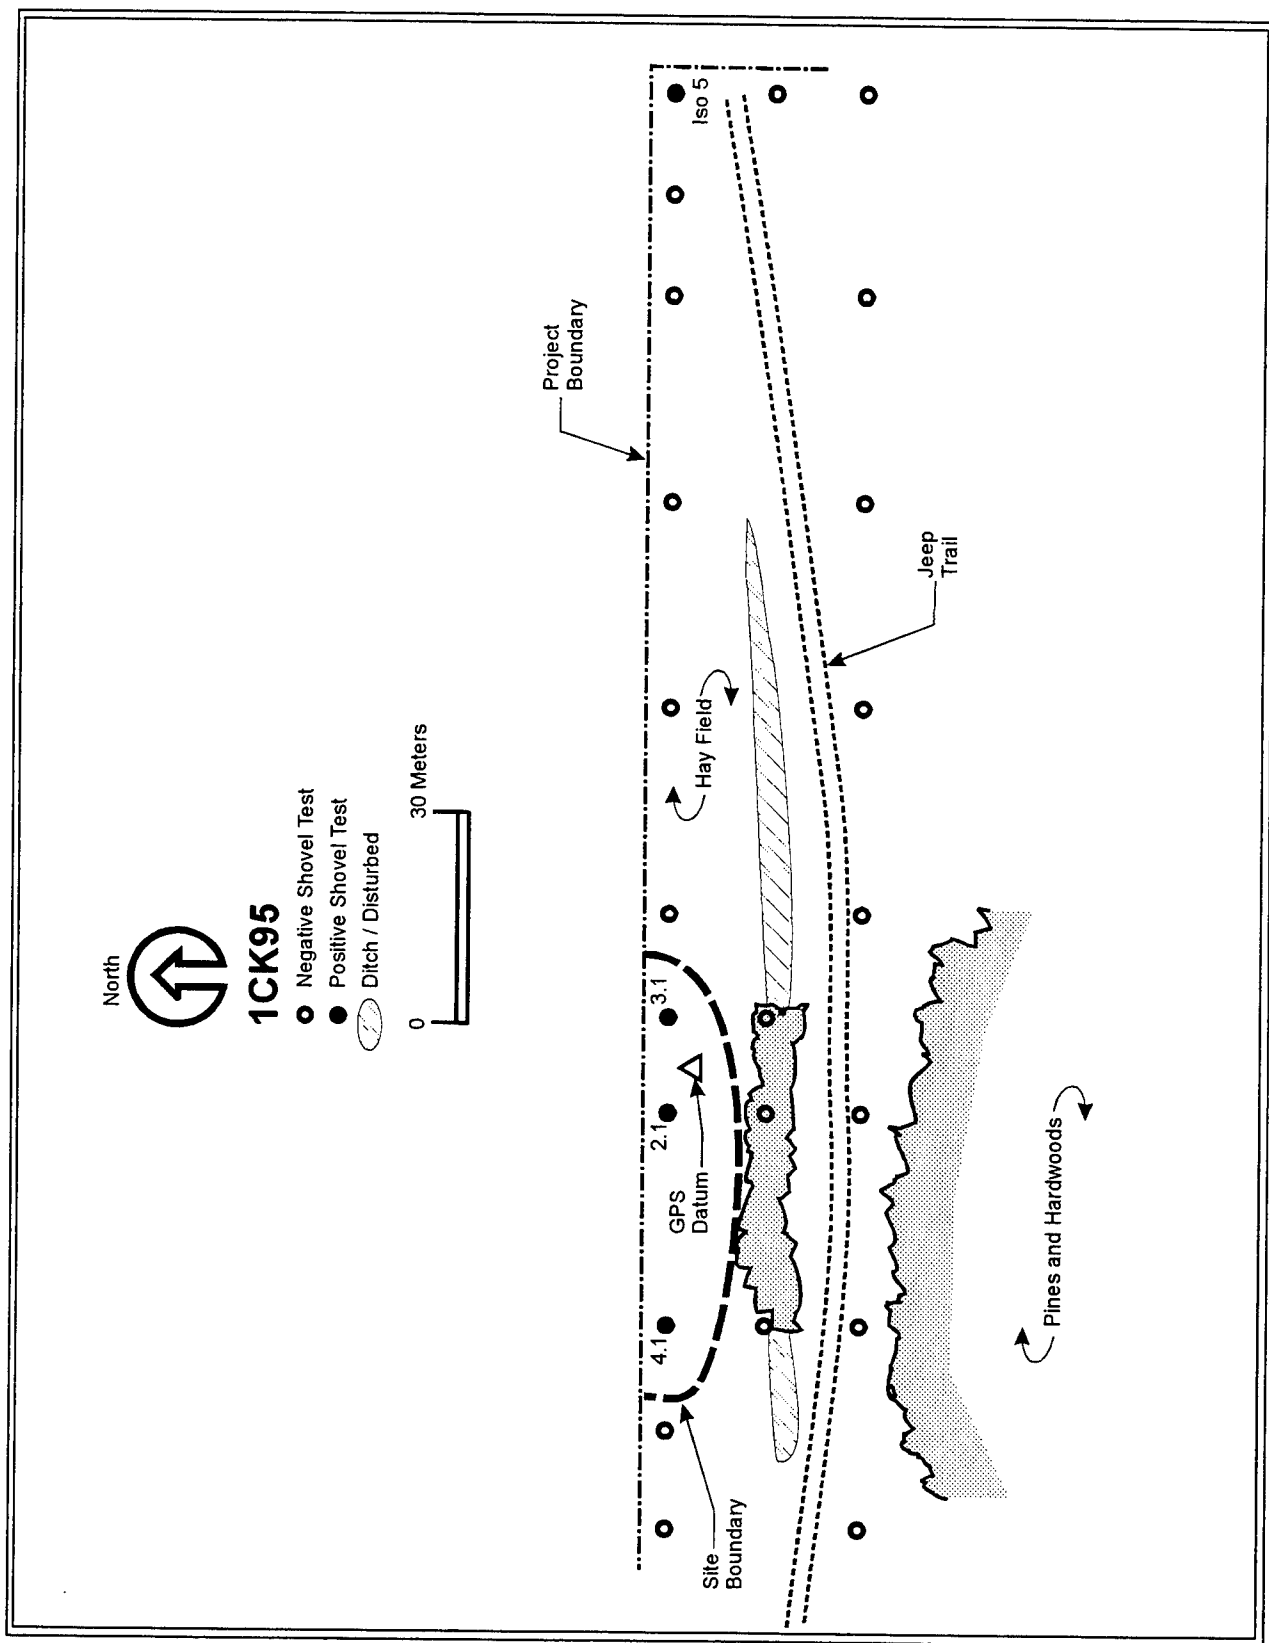 North
1CK95
Negative Shovel Test
Positive Shovel Test
Ditch / Disturbed
0
30 Meters
Project
Boundary
Iso 5
Hay Field
4.1
2.1
3.1
GPS
Datum
Site
Boundary
Jeep
Trail
Pines and Hardwoods